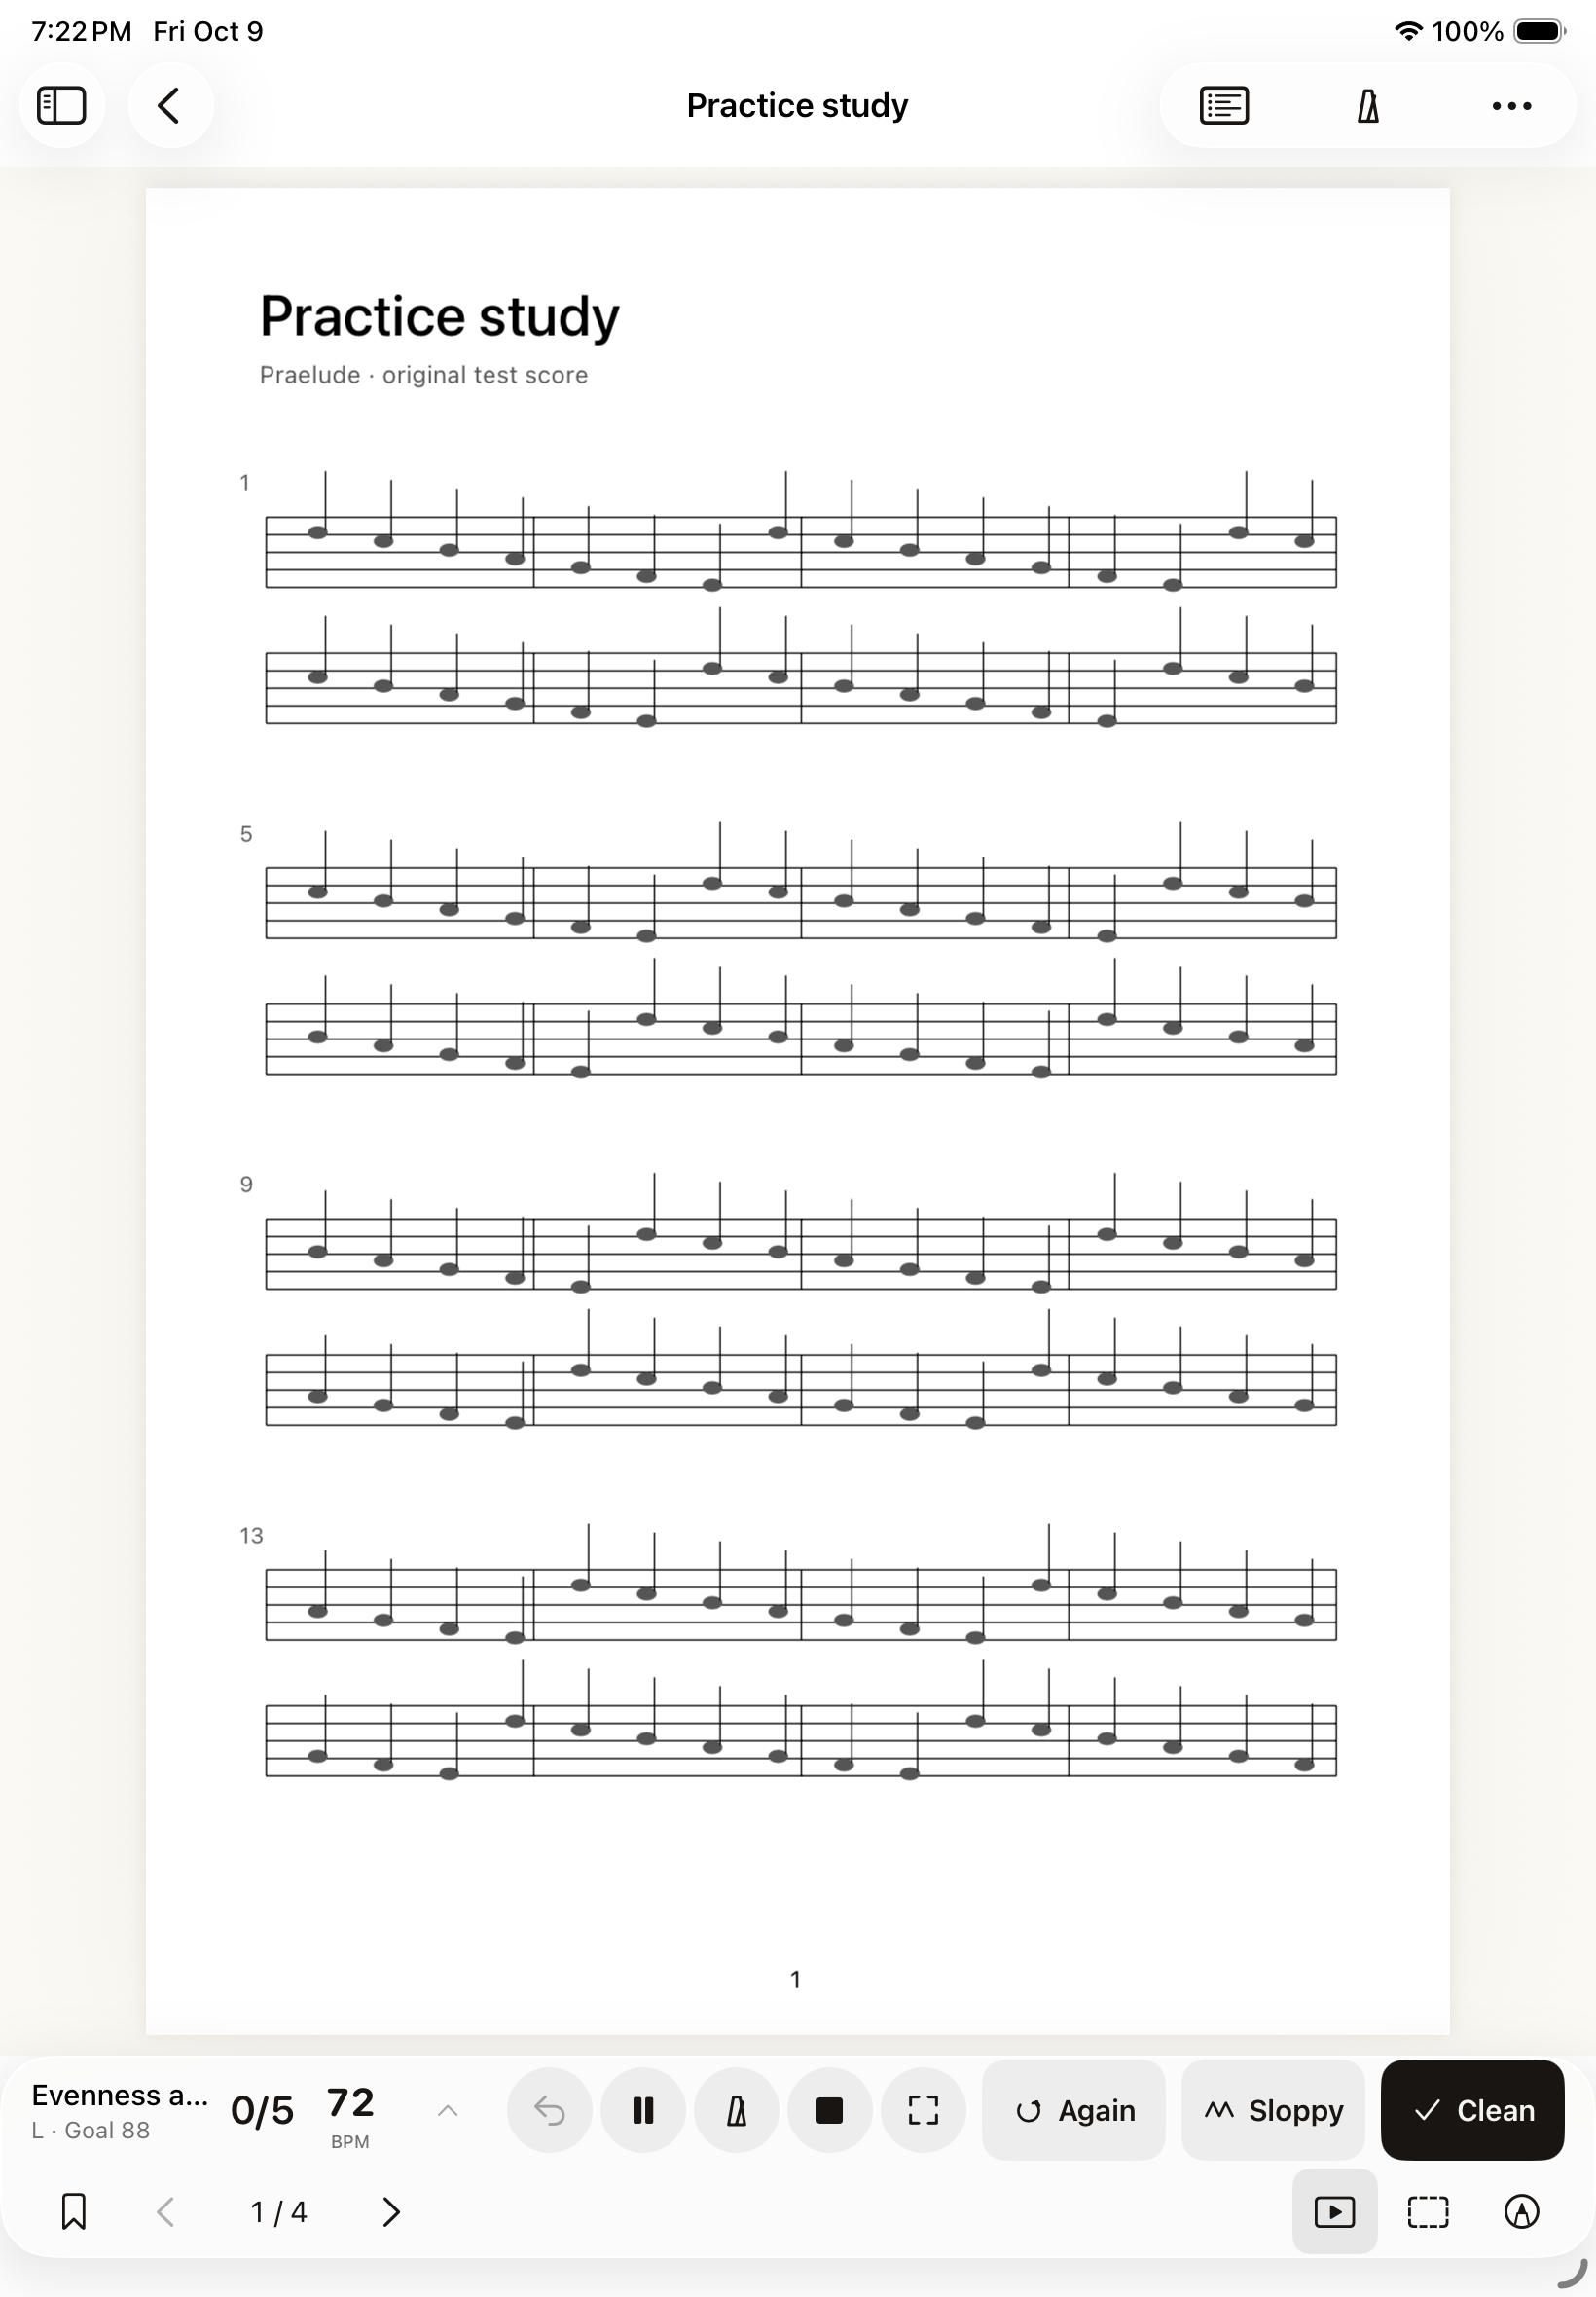 7:22 PM Fri Oct 9 100%
Practice study
Practice study
Praelude · original test score
1
5
9
13
1
Evenness a... 0/5 72 Again Sloppy Clean
L · Goal 88 BPM
1 / 4